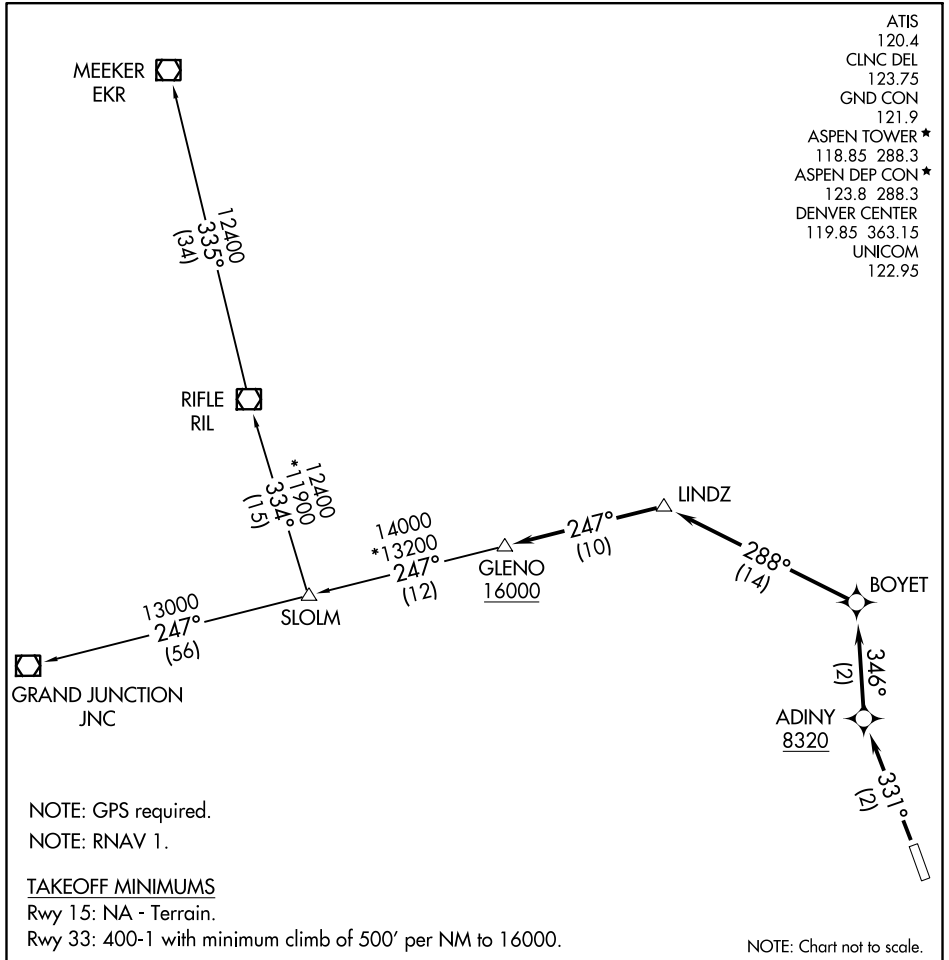 ATIS
120.4
CLNC DEL
123.75
GND CON
121.9
ASPEN TOWER ★
118.85 288.3
ASPEN DEP CON ★
123.8 288.3
DENVER CENTER
119.85 363.15
UNICOM
122.95
MEEKER
EKR
12400
335°
(34)
RIFLE
RIL
12400
*11900
334°
(15)
LINDZ
247°
(10)
14000
*13200
247°
(12)
GLENO
16000
288°
(14)
BOYET
SLOLM
13000
247°
(56)
GRAND JUNCTION
JNC
346°
(2)
ADINY
8320
331°
(2)
NOTE: GPS required.
NOTE: RNAV 1.
TAKEOFF MINIMUMS
Rwy 15: NA - Terrain.
Rwy 33: 400-1 with minimum climb of 500' per NM to 16000.
NOTE: Chart not to scale.